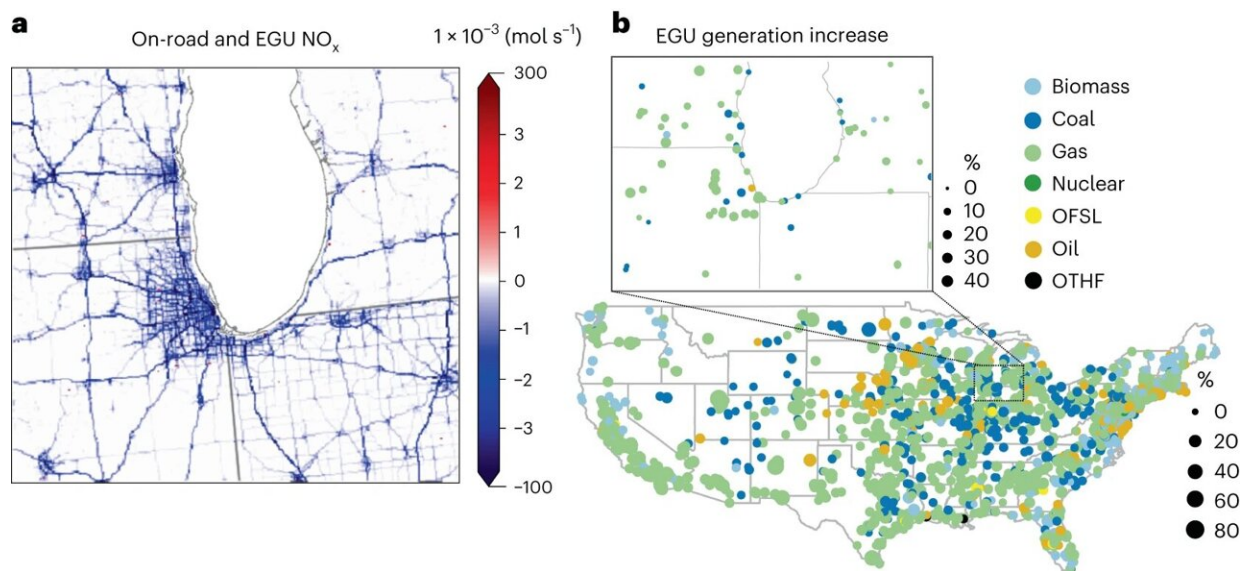 a
On-road and EGU NOx
1 × 10−3 (mol s−1)
300
3
2
1
0
−1
−2
−3
−100
b
EGU generation increase
%
0
10
20
30
40
Biomass
Coal
Gas
Nuclear
OFSL
Oil
OTHF
%
0
20
40
60
80